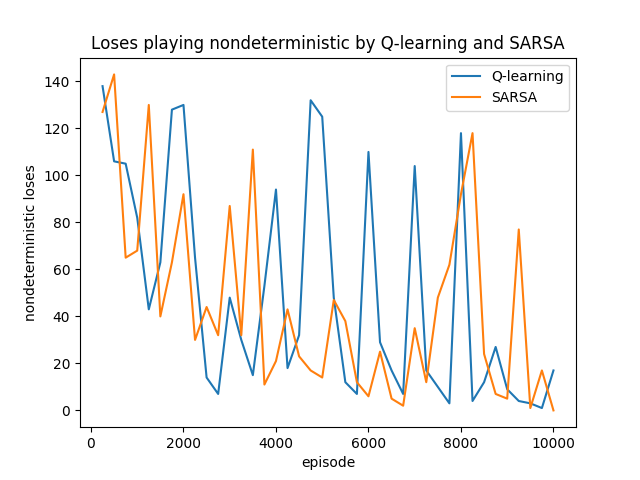 Loses playing nondeterministic by Q-learning and SARSA
Q-learning
SARSA
nondeterministic loses
140
120
100
80
60
40
20
0
0 2000 4000 6000 8000 10000
episode